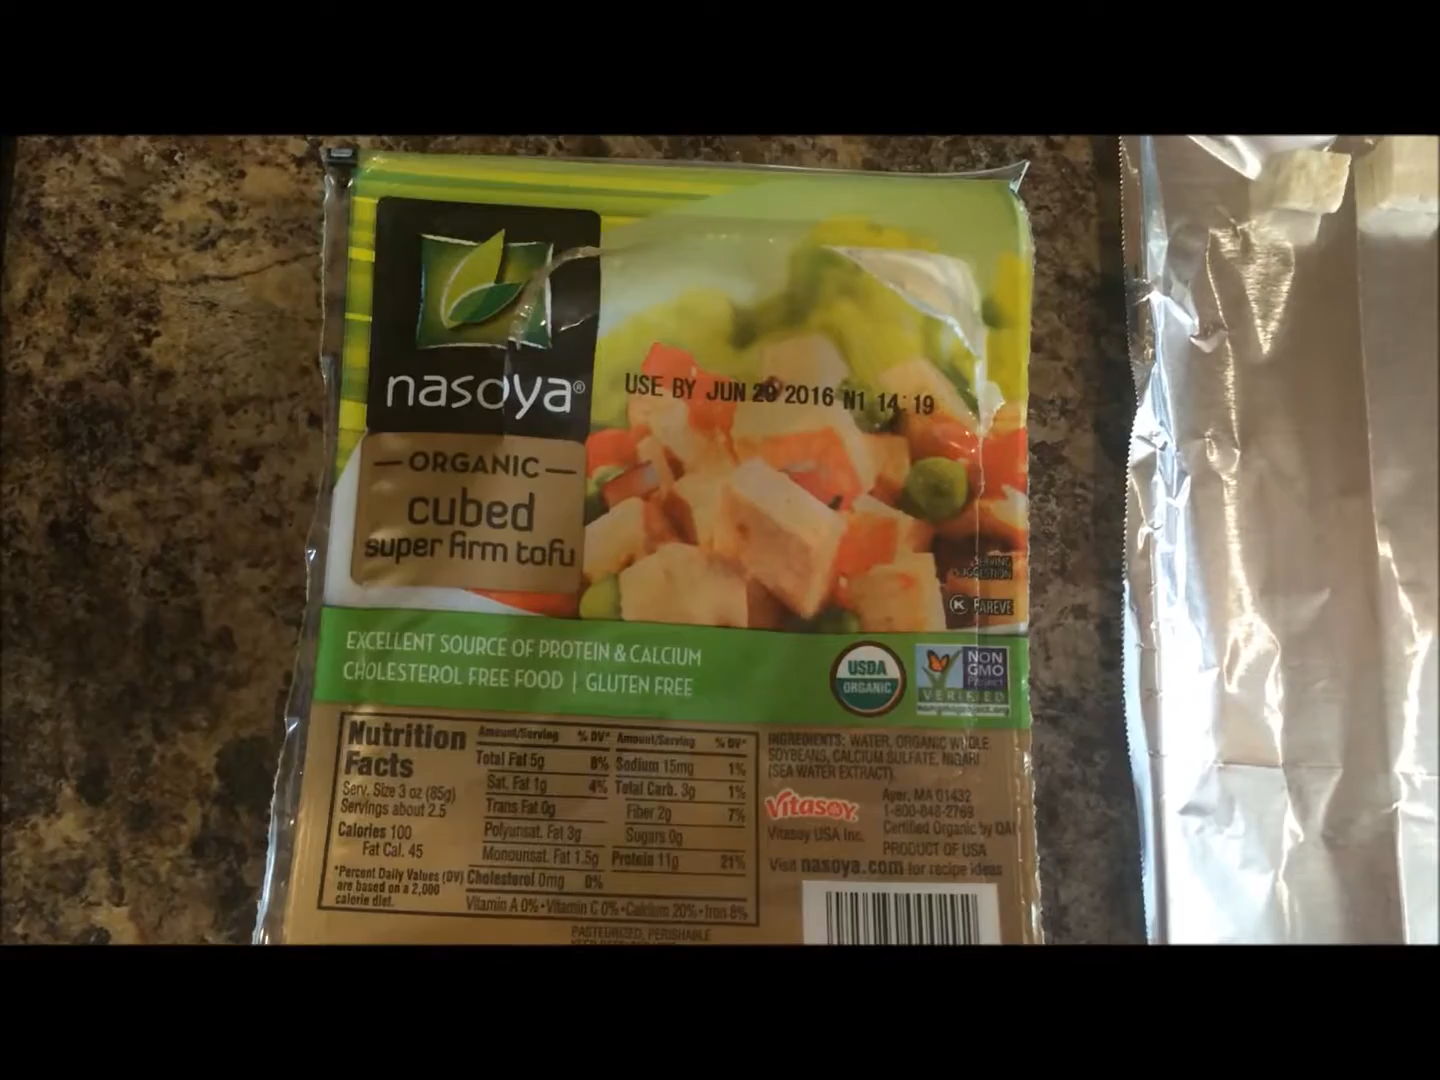 nasoya®
USE BY JUN 29 2016 N1 14:19
— ORGANIC —
cubed
super firm tofu
SERVING
SUGGESTION
K PAREVE
EXCELLENT SOURCE OF PROTEIN & CALCIUM
CHOLESTEROL FREE FOOD | GLUTEN FREE
USDA
ORGANIC
NON
GMO
Project
VERIFIED
nongmoproject.org
Nutrition
Facts
Serv. Size 3 oz (85g)
Servings about 2.5
Calories 100
Fat Cal. 45
*Percent Daily Values (DV)
are based on a 2,000
calorie diet.
Amount/Serving % DV* Amount/Serving % DV*
Total Fat 5g 8% Sodium 15mg 1%
Sat. Fat 1g 4% Total Carb. 3g 1%
Trans Fat 0g Fiber 2g 7%
Polyunsat. Fat 3g Sugars 0g
Monounsat. Fat 1.5g Protein 11g 21%
Cholesterol 0mg 0%
Vitamin A 0% • Vitamin C 0% • Calcium 20% • Iron 8%
PASTEURIZED, PERISHABLE
INGREDIENTS: WATER, ORGANIC WHOLE
SOYBEANS, CALCIUM SULFATE, NIGARI
(SEA WATER EXTRACT).
Vitasoy
Vitasoy USA Inc.
Ayer, MA 01432
1-800-848-2769
Certified Organic by QAI
PRODUCT OF USA
Visit nasoya.com for recipe ideas